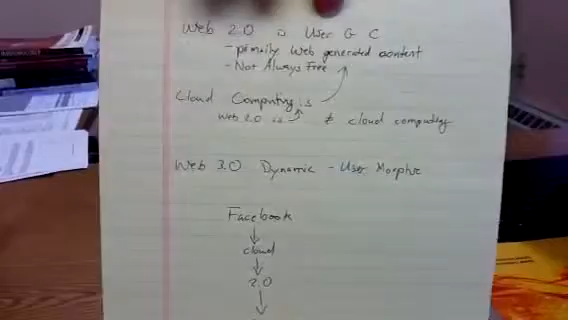 Web 2.0 is User G C
- primarily Web generated content
- Not Always Free
Cloud Computing is
Web 2.0 is ≠ cloud computing
Web 3.0 Dynamic - User Morphic
Facebook
cloud
2.0